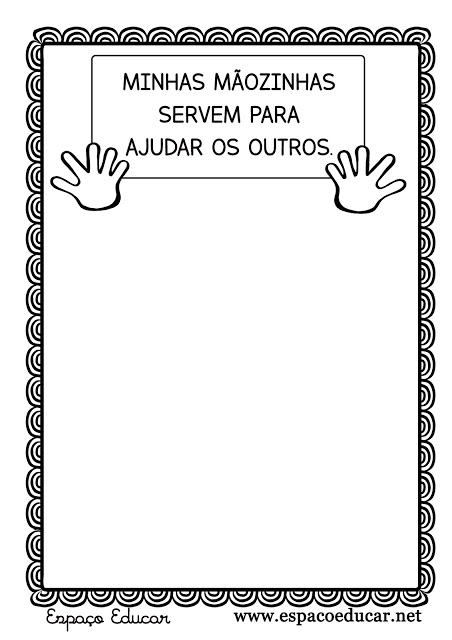 MINHAS MÃOZINHAS
SERVEM PARA
AJUDAR OS OUTROS.
Espaço Educar
www.espacoeducar.net